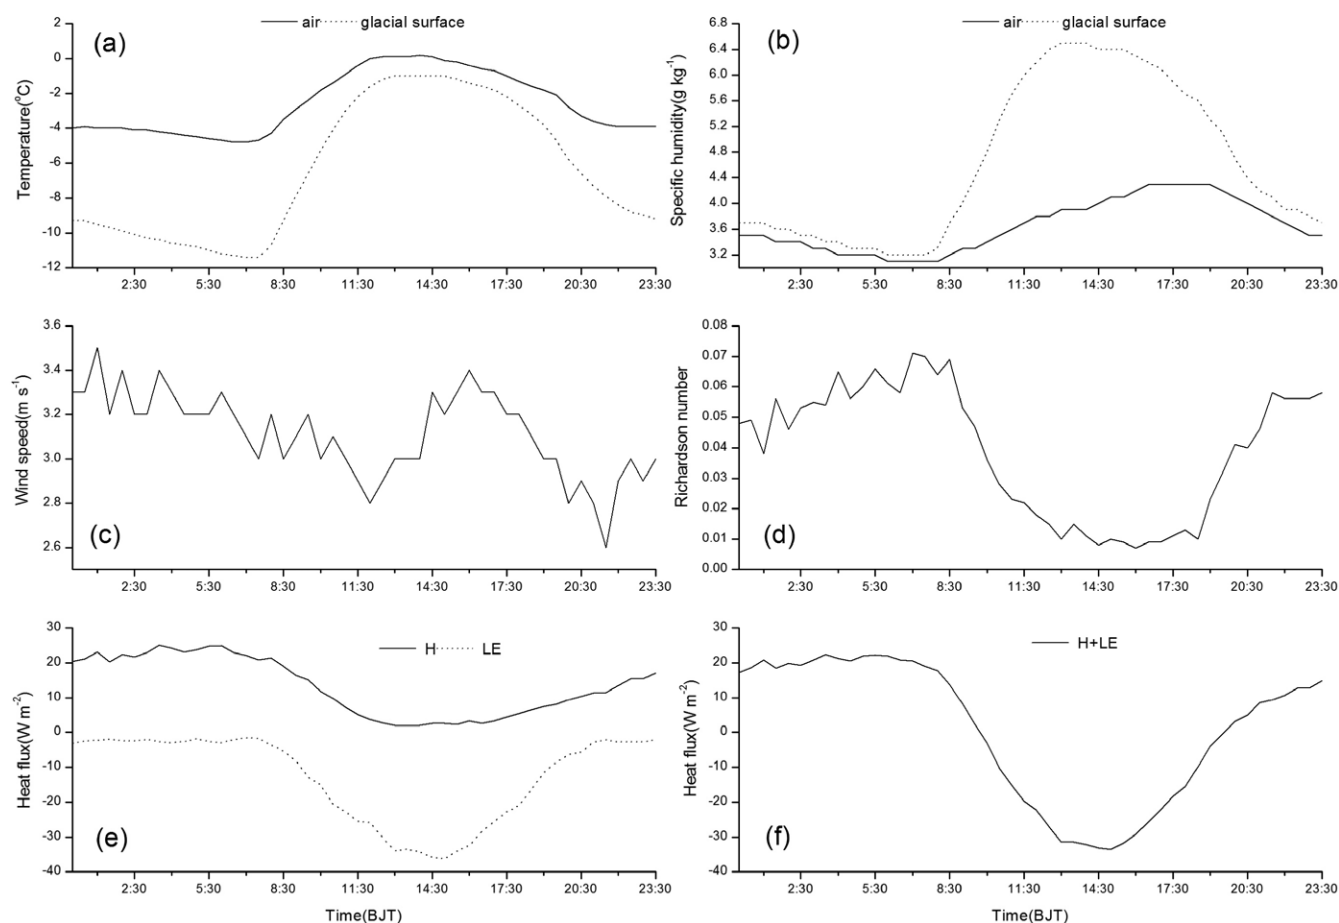 air glacial surface
(a)
Temperature(°C)
2
0
-2
-4
-6
-8
-10
-12
2:30 5:30 8:30 11:30 14:30 17:30 20:30 23:30
air glacial surface
(b)
Specific humidity(g kg-1)
6.8
6.4
6.0
5.6
5.2
4.8
4.4
4.0
3.6
3.2
2:30 5:30 8:30 11:30 14:30 17:30 20:30 23:30
(c)
Wind speed(m s-1)
3.6
3.4
3.2
3.0
2.8
2.6
2:30 5:30 8:30 11:30 14:30 17:30 20:30 23:30
(d)
Richardson number
0.08
0.07
0.06
0.05
0.04
0.03
0.02
0.01
0.00
2:30 5:30 8:30 11:30 14:30 17:30 20:30 23:30
H LE
(e)
Heat flux(W m-2)
30
20
10
0
-10
-20
-30
-40
2:30 5:30 8:30 11:30 14:30 17:30 20:30 23:30
Time(BJT)
H+LE
(f)
Heat flux(W m-2)
30
20
10
0
-10
-20
-30
-40
2:30 5:30 8:30 11:30 14:30 17:30 20:30 23:30
Time(BJT)